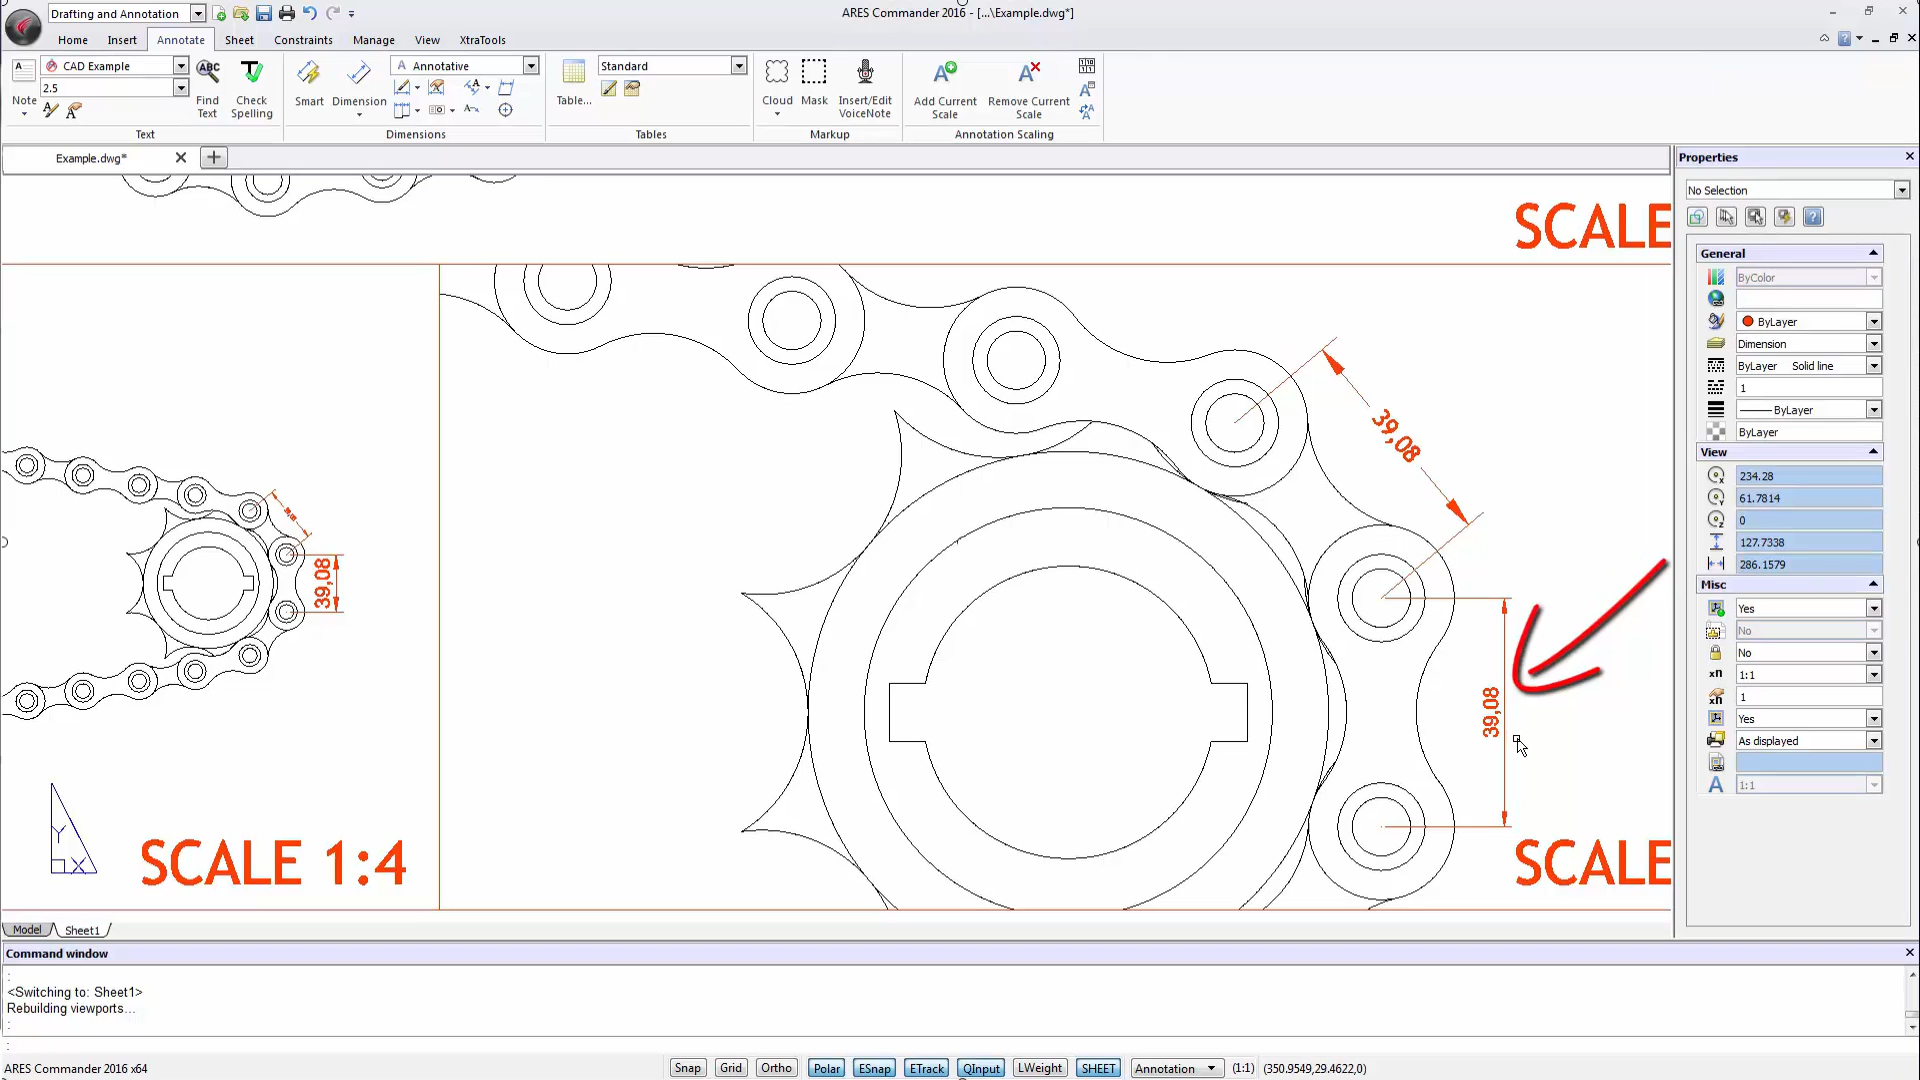 Drafting and Annotation
ARES Commander 2016 - [...\Example.dwg*]
Home Insert Annotate Sheet Constraints Manage View XtraTools
CAD Example
2.5
Note
ABC
Find Text
Check Spelling
Text
Smart
Dimension
Annotative
Dimensions
Table...
Standard
Tables
Cloud
Mask
Insert/Edit VoiceNote
Markup
Add Current Scale
Remove Current Scale
Annotation Scaling
Example.dwg*
SCALE
39,08
39,08
39,08
SCALE 1:4
SCALE
Y
X
Properties
No Selection
General
ByColor
ByLayer
Dimension
ByLayer Solid line
1
ByLayer
ByLayer
View
234.28
61.7814
0
127.7338
286.1579
Misc
Yes
No
No
1:1
1
Yes
As displayed
1:1
Model Sheet1
Command window
:
<Switching to: Sheet1>
Rebuilding viewports...
:
:
ARES Commander 2016 x64
Snap Grid Ortho Polar ESnap ETrack QInput LWeight SHEET Annotation (1:1) (350.9549,29.4622,0)